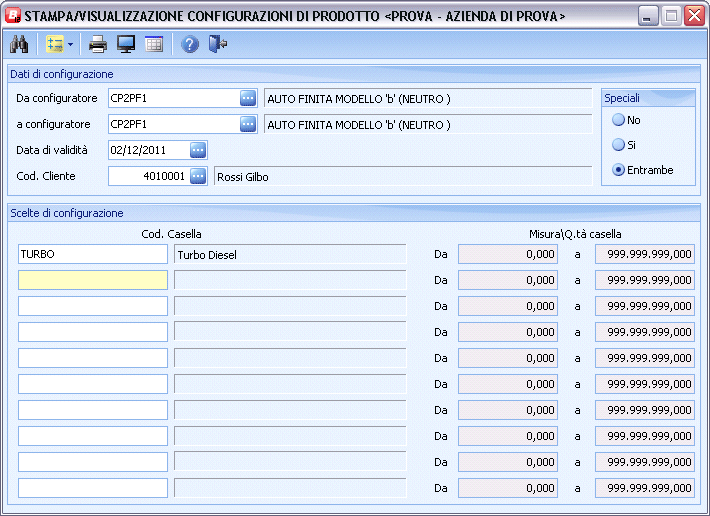 STAMPA/VISUALIZZAZIONE CONFIGURAZIONI DI PRODOTTO <PROVA - AZIENDA DI PROVA>
Dati di configurazione
Da configuratore CP2PF1 ... AUTO FINITA MODELLO 'b' (NEUTRO )
a configuratore CP2PF1 ... AUTO FINITA MODELLO 'b' (NEUTRO )
Data di validità 02/12/2011 ...
Cod. Cliente 4010001 ... Rossi Gilbo
Speciali
No
Si
Entrambe
Scelte di configurazione
Cod. Casella Misura\Q.tà casella
TURBO Turbo Diesel Da 0,000 a 999.999.999,000
Da 0,000 a 999.999.999,000
Da 0,000 a 999.999.999,000
Da 0,000 a 999.999.999,000
Da 0,000 a 999.999.999,000
Da 0,000 a 999.999.999,000
Da 0,000 a 999.999.999,000
Da 0,000 a 999.999.999,000
Da 0,000 a 999.999.999,000
Da 0,000 a 999.999.999,000